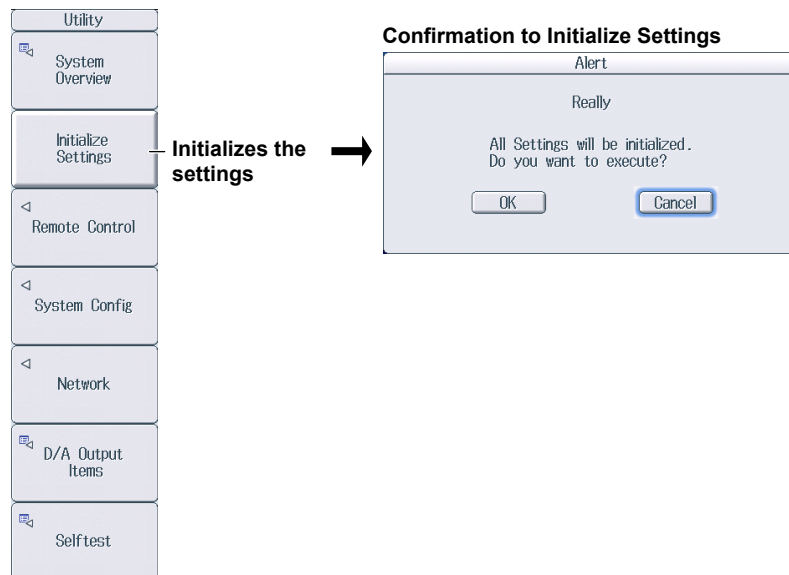 Utility
System
Overview
Initialize
Settings
Initializes the
settings
Remote Control
System Config
Network
D/A Output
Items
Selftest
Confirmation to Initialize Settings
Alert
Really
All Settings will be initialized.
Do you want to execute?
OK
Cancel